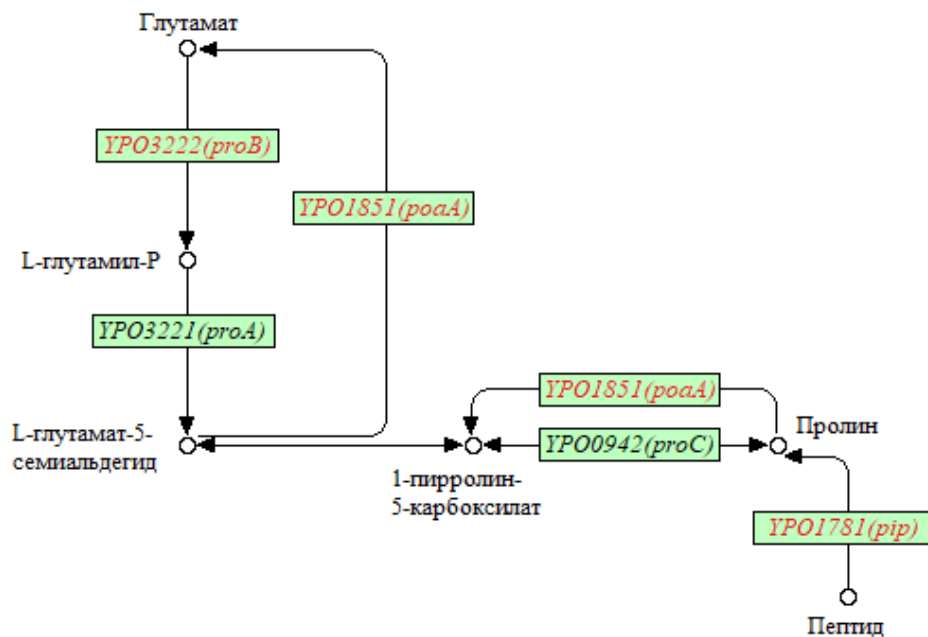 Глутамат
YPO3222(proB)
YPO1851(poaA)
L-глутамил-P
YPO3221(proA)
YPO1851(poaA)
L-глутамат-5-
семиальдегид
YPO0942(proC)
Пролин
1-пирролин-
5-карбоксилат
YPO1781(pip)
Пептид